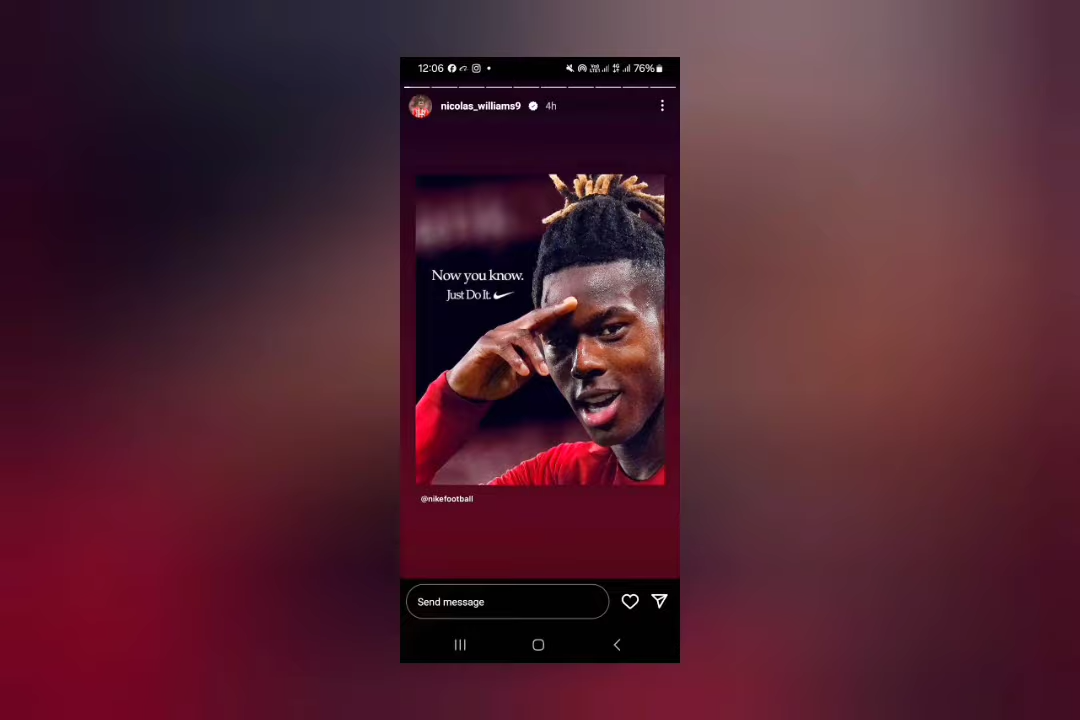 12:06
76%
nicolas_williams9 4h
Now you know.
Just Do It.
@nikefootball
Send message